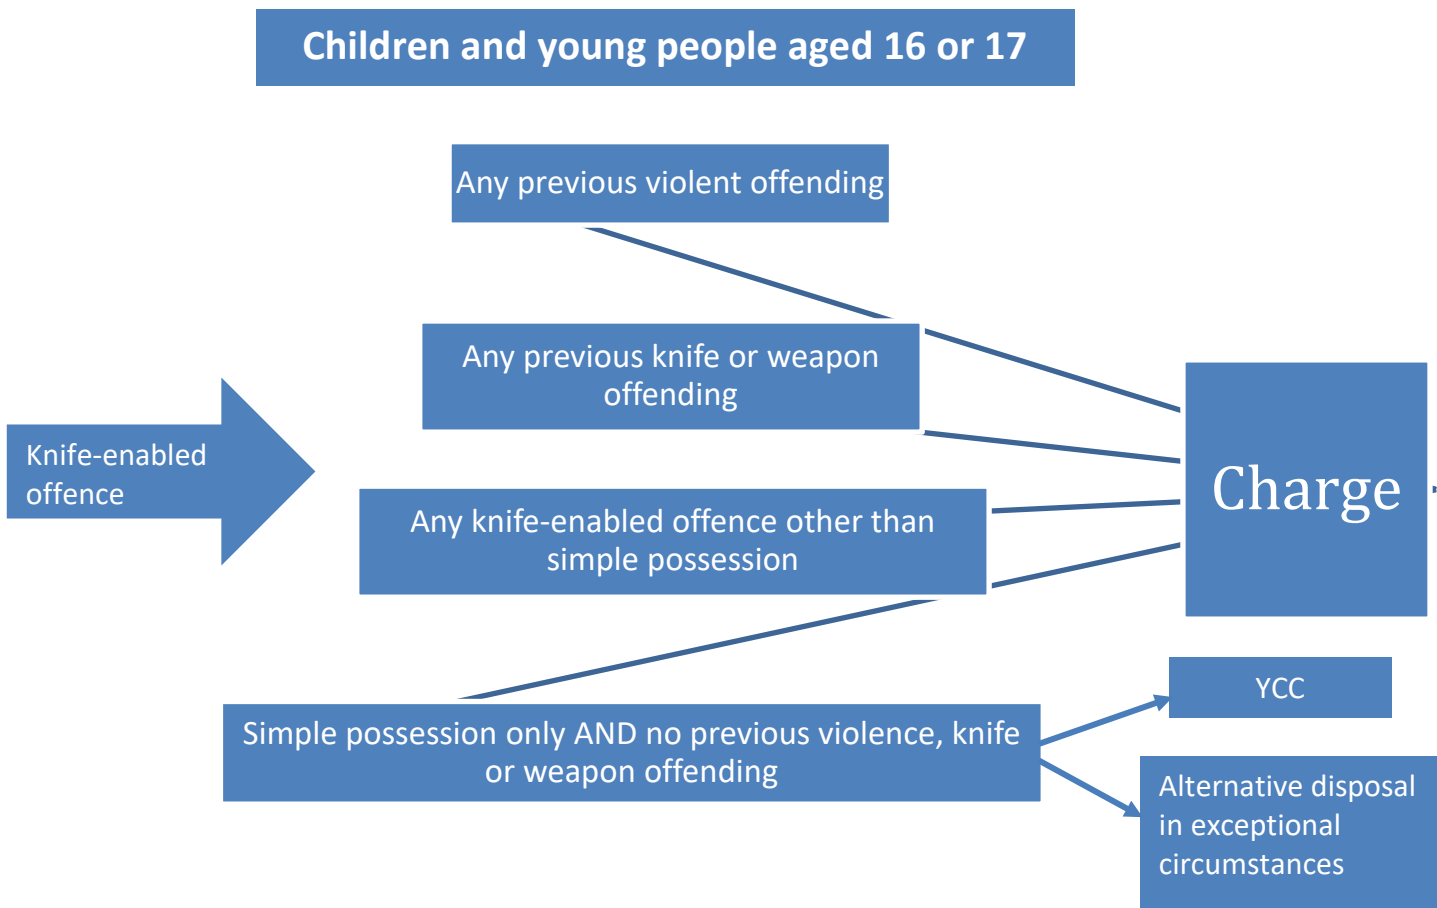 Children and young people aged 16 or 17
Any previous violent offending
Any previous knife or weapon
offending
Knife-enabled
offence
Charge
Any knife-enabled offence other than
simple possession
YCC
Simple possession only AND no previous violence, knife
or weapon offending
Alternative disposal
in exceptional
circumstances